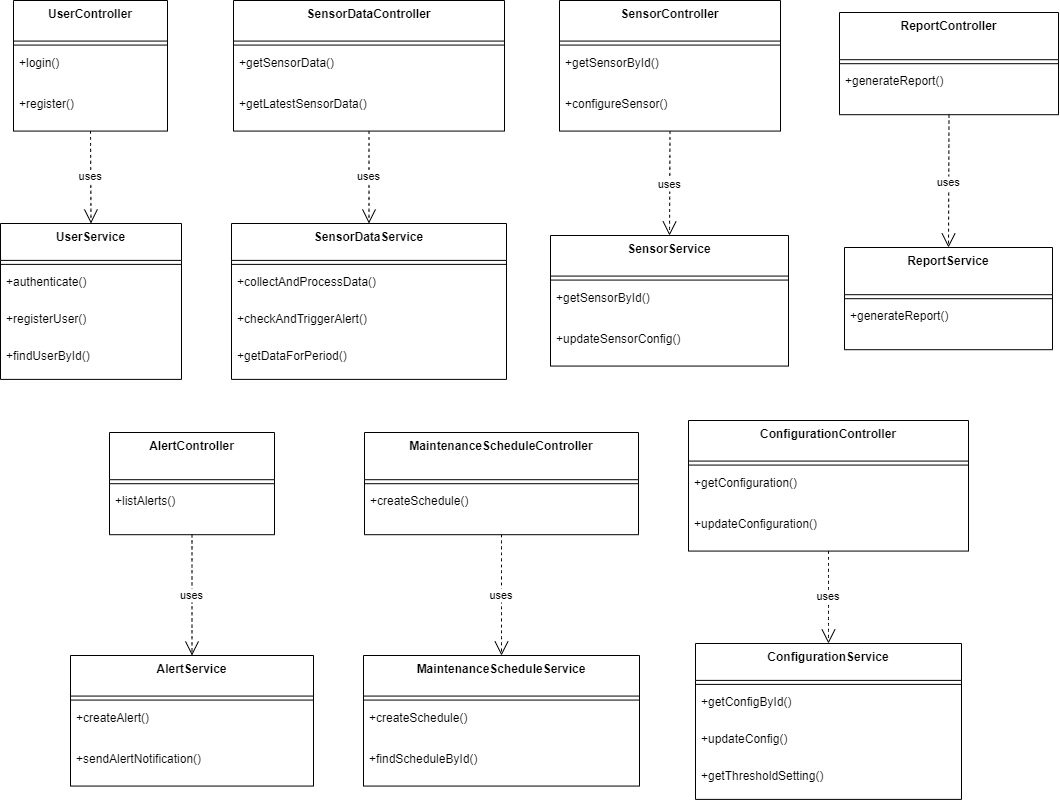 UserController
+login()
+register()
SensorDataController
+getSensorData()
+getLatestSensorData()
SensorController
+getSensorById()
+configureSensor()
ReportController
+generateReport()
uses
uses
uses
uses
UserService
+authenticate()
+registerUser()
+findUserById()
SensorDataService
+collectAndProcessData()
+checkAndTriggerAlert()
+getDataForPeriod()
SensorService
+getSensorById()
+updateSensorConfig()
ReportService
+generateReport()
AlertController
+listAlerts()
MaintenanceScheduleController
+createSchedule()
ConfigurationController
+getConfiguration()
+updateConfiguration()
uses
uses
uses
AlertService
+createAlert()
+sendAlertNotification()
MaintenanceScheduleService
+createSchedule()
+findScheduleById()
ConfigurationService
+getConfigById()
+updateConfig()
+getThresholdSetting()